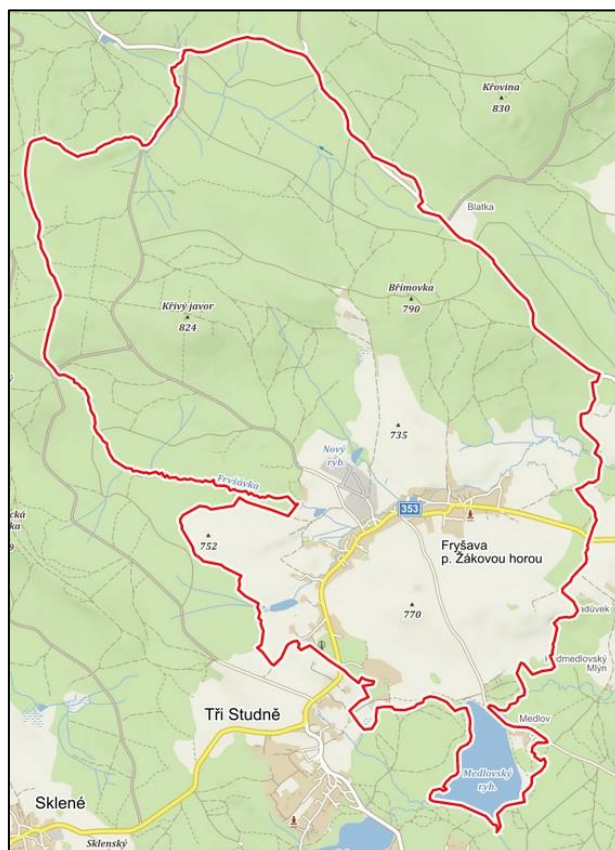 Křovina
830
Blatka
Břímovka
790
Křivý javor
824
735
Nový
ryb.
Fryšávka
353
752
Fryšava
p. Žákovou horou
770
Medlov
Tři Studně
Medlovský
ryb.
Sklené
Sklenský